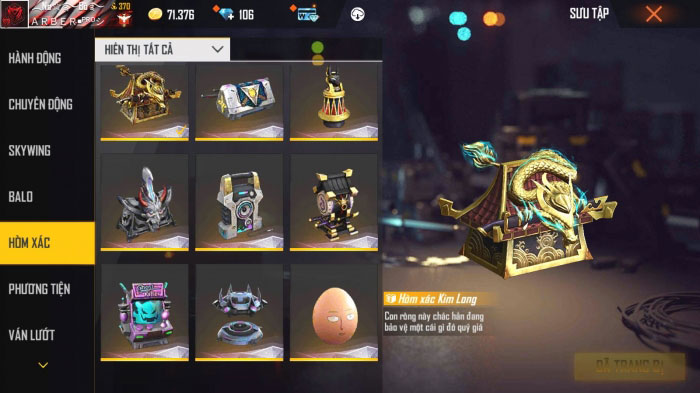 370
ARBER PRO
71.376
106
SƯU TẬP
HÀNH ĐỘNG
CHUYỂN ĐỘNG
SKYWING
BALO
HÒM XÁC
PHƯƠNG TIỆN
VÁN LƯỚT
HIỂN THỊ TẤT CẢ
Hòm xác Kim Long
Con rồng này chắc hẳn đang
bảo vệ một cái gì đó quý giá
ĐÃ TRANG BỊ